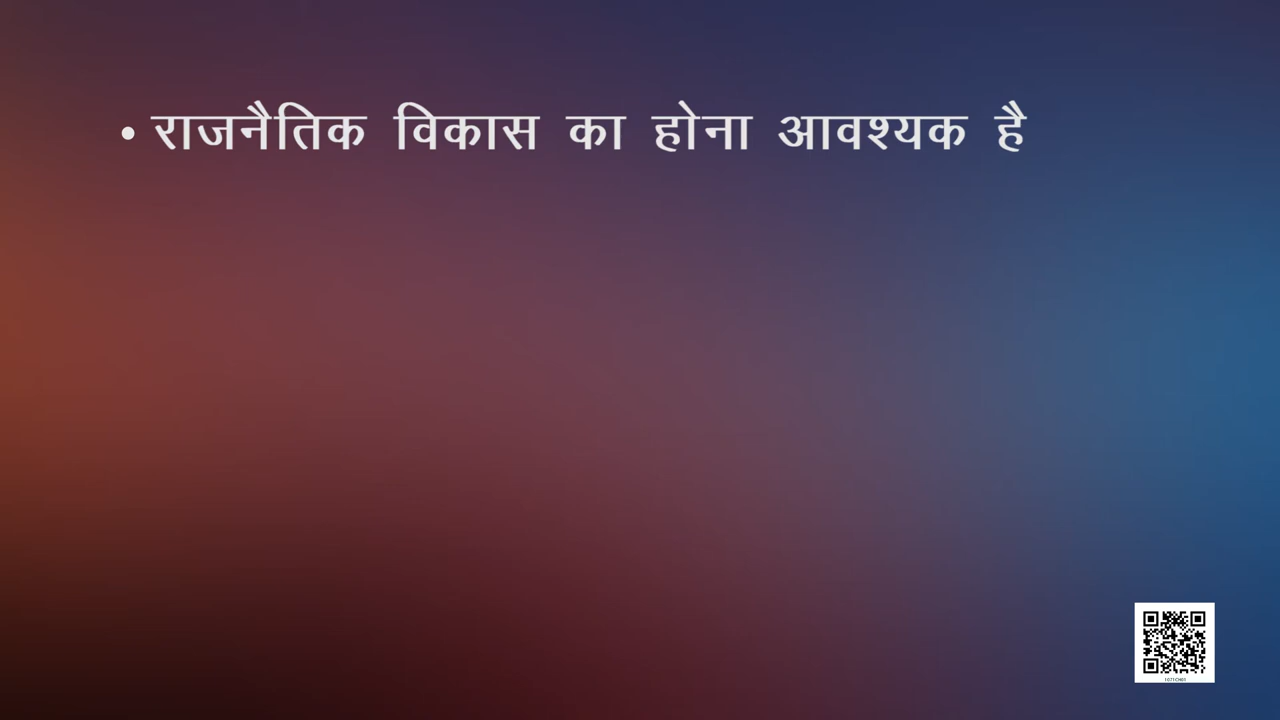 • राजनैतिक विकास का होना आवश्यक है